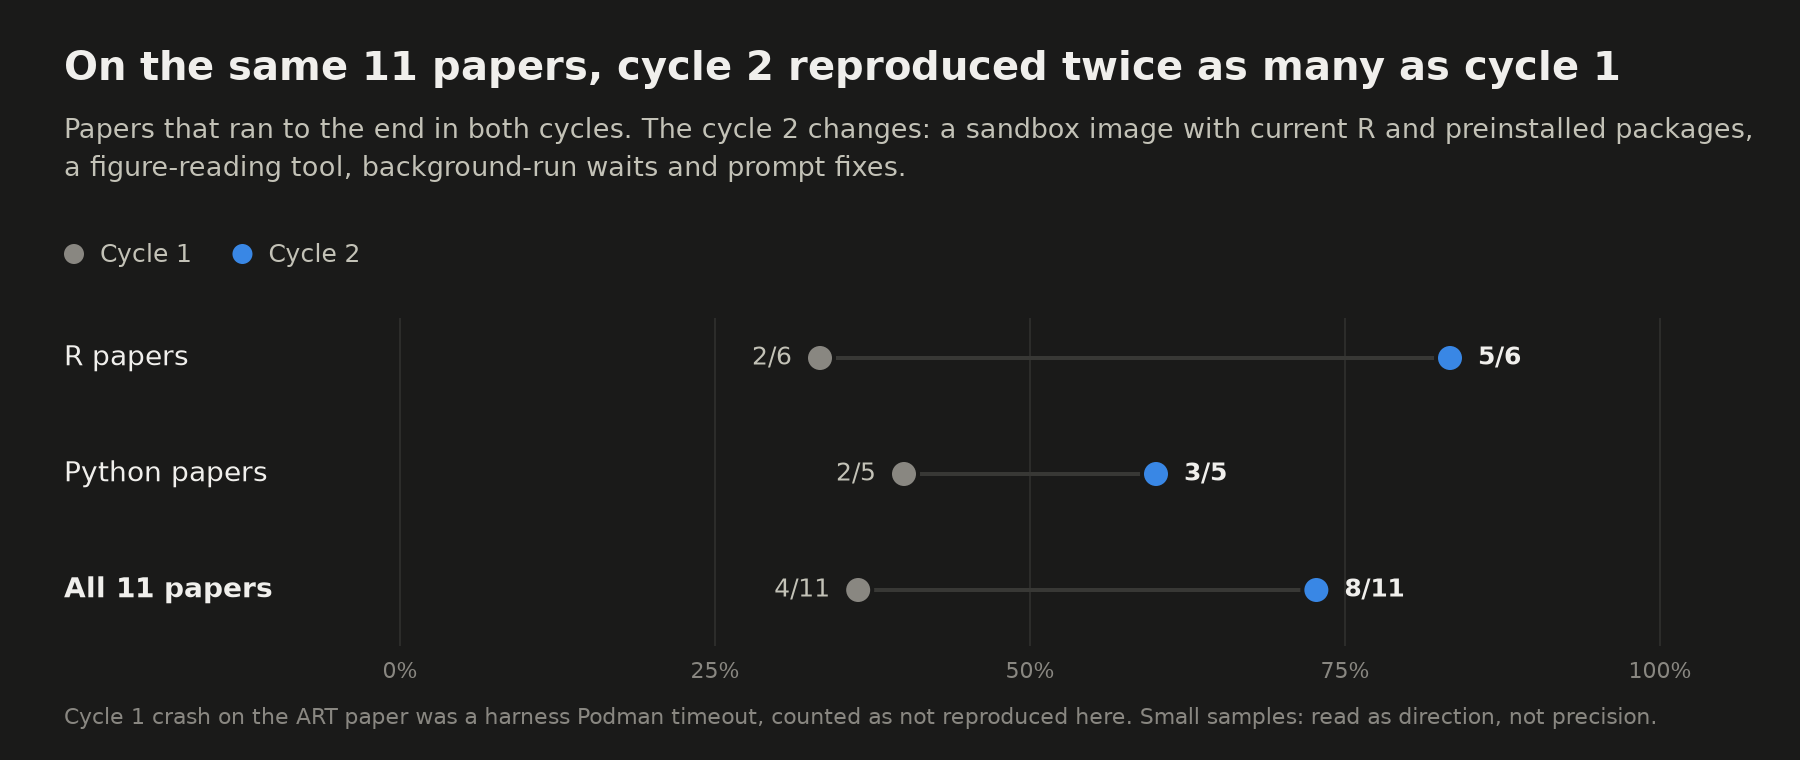 On the same 11 papers, cycle 2 reproduced twice as many as cycle 1
Papers that ran to the end in both cycles. The cycle 2 changes: a sandbox image with current R and preinstalled packages,
a figure-reading tool, background-run waits and prompt fixes.
Cycle 1 Cycle 2
R papers 2/6 5/6
Python papers 2/5 3/5
All 11 papers 4/11 8/11
0% 25% 50% 75% 100%
Cycle 1 crash on the ART paper was a harness Podman timeout, counted as not reproduced here. Small samples: read as direction, not precision.